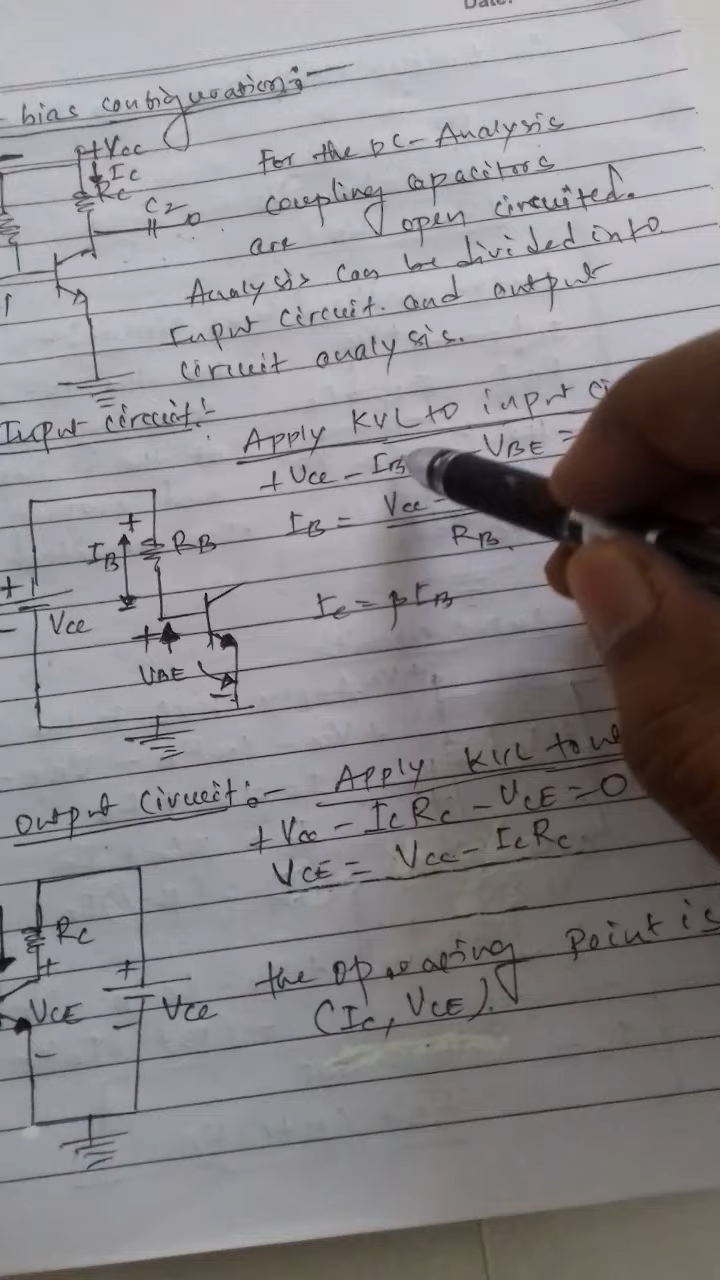 Date:
bias configuration:-
+Vcc
Ic
Rc
C2
For the DC- Analysis
coupling capacitors
are open circuited.
Analysis can be divided into
Input circuit. and output
circuit analysis.
Input circuit:-
Apply KVL to input ci
+Vcc - IB - VBE =
IB = Vcc -
RB
Ic = βIB
+
IB
RB
+
-
Vcc
+
VBE
-
Output Circuit:- Apply KVL to
+Vcc - IcRc - VCE = 0
VCE = Vcc - IcRc
Rc
+
VCE
-
+
-
Vcc
the operating Point is
(Ic, VCE).